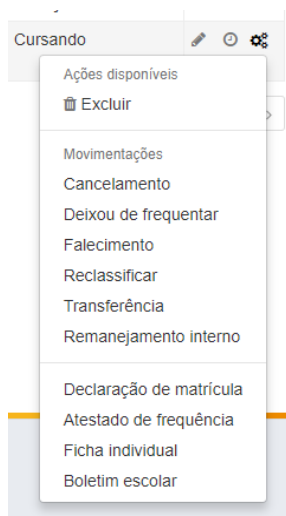 Cursando
Ações disponíveis
Excluir
Movimentações
Cancelamento
Deixou de frequentar
Falecimento
Reclassificar
Transferência
Remanejamento interno
Declaração de matrícula
Atestado de frequência
Ficha individual
Boletim escolar